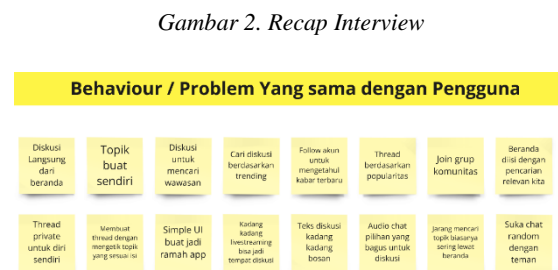 Gambar 2. Recap Interview
Behaviour / Problem Yang sama dengan Pengguna
Diskusi
Langsung
dari
beranda
Topik
buat
sendiri
Diskusi
untuk
mencari
wawasan
Cari diskusi
berdasarkan
trending
Follow akun
untuk
mengetahui
kabar terbaru
Thread
berdasarkan
popularitas
Join grup
komunitas
Beranda
diisi dengan
pencarian
relevan kita
Thread
private
untuk diri
sendiri
Membuat
thread dengan
mengetik topik
yang sesuai isi
Simple UI
buat jadi
ramah app
Kadang
kadang
livestreaming
bisa jadi
tempat diskusi
Teks diskusi
kadang
kadang
bosan
Audio chat
pilihan yang
bagus untuk
diskusi
Jarang mencari
topik biasanya
sering lewat
beranda
Suka chat
random
dengan
teman